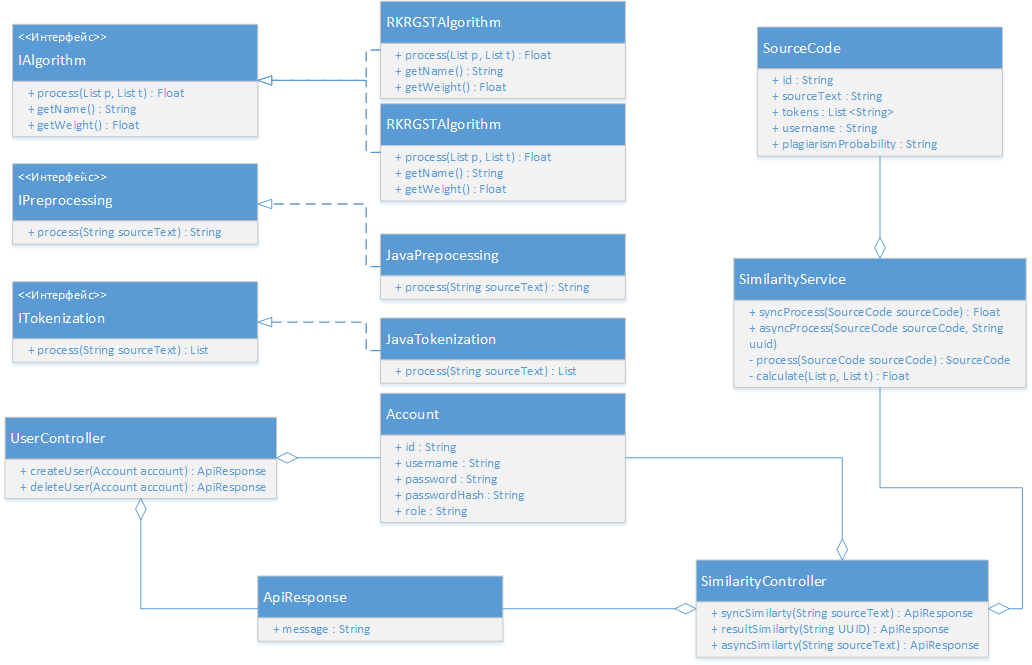 <<Интерфейс>>
IAlgorithm
+ process(List p, List t) : Float
+ getName() : String
+ getWeight() : Float
RKRGSTAlgorithm
+ process(List p, List t) : Float
+ getName() : String
+ getWeight() : Float
RKRGSTAlgorithm
+ process(List p, List t) : Float
+ getName() : String
+ getWeight() : Float
SourceCode
+ id : String
+ sourceText : String
+ tokens : List <String>
+ username : String
+ plagiarismProbability : String
<<Интерфейс>>
IPreprocessing
+ process(String sourceText) : String
JavaPrepocessing
+ process(String sourceText) : String
<<Интерфейс>>
ITokenization
+ process(String sourceText) : List
JavaTokenization
+ process(String sourceText) : List
SimilarityService
+ syncProcess(SourceCode sourceCode) : Float
+ asyncProcess(SourceCode sourceCode, String
uuid)
- process(SourceCode sourceCode) : SourceCode
- calculate(List p, List t) : Float
UserController
+ createUser(Account account) : ApiResponse
+ deleteUser(Account account) : ApiResponse
Account
+ id : String
+ username : String
+ password : String
+ passwordHash : String
+ role : String
ApiResponse
+ message : String
SimilarityController
+ syncSimilarty(String sourceText) : ApiResponse
+ resultSimilarty(String UUID) : ApiResponse
+ asyncSimilarty(String sourceText) : ApiResponse